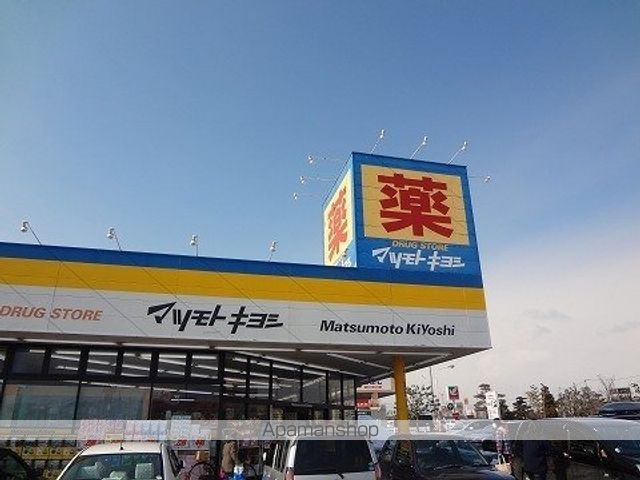 薬
薬
DRUG STORE
マツモトキヨシ
DRUG STORE
マツモトキヨシ
Matsumoto KiYoshi
Apamanshop